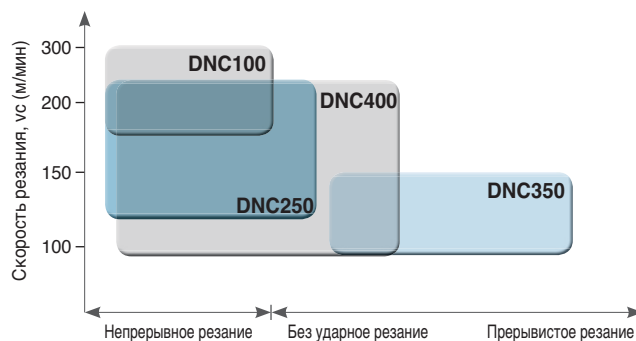 Скорость резания, vc (м/мин)
300
200
150
100
DNC100
DNC400
DNC250
DNC350
Непрерывное резание
Без ударное резание
Прерывистое резание